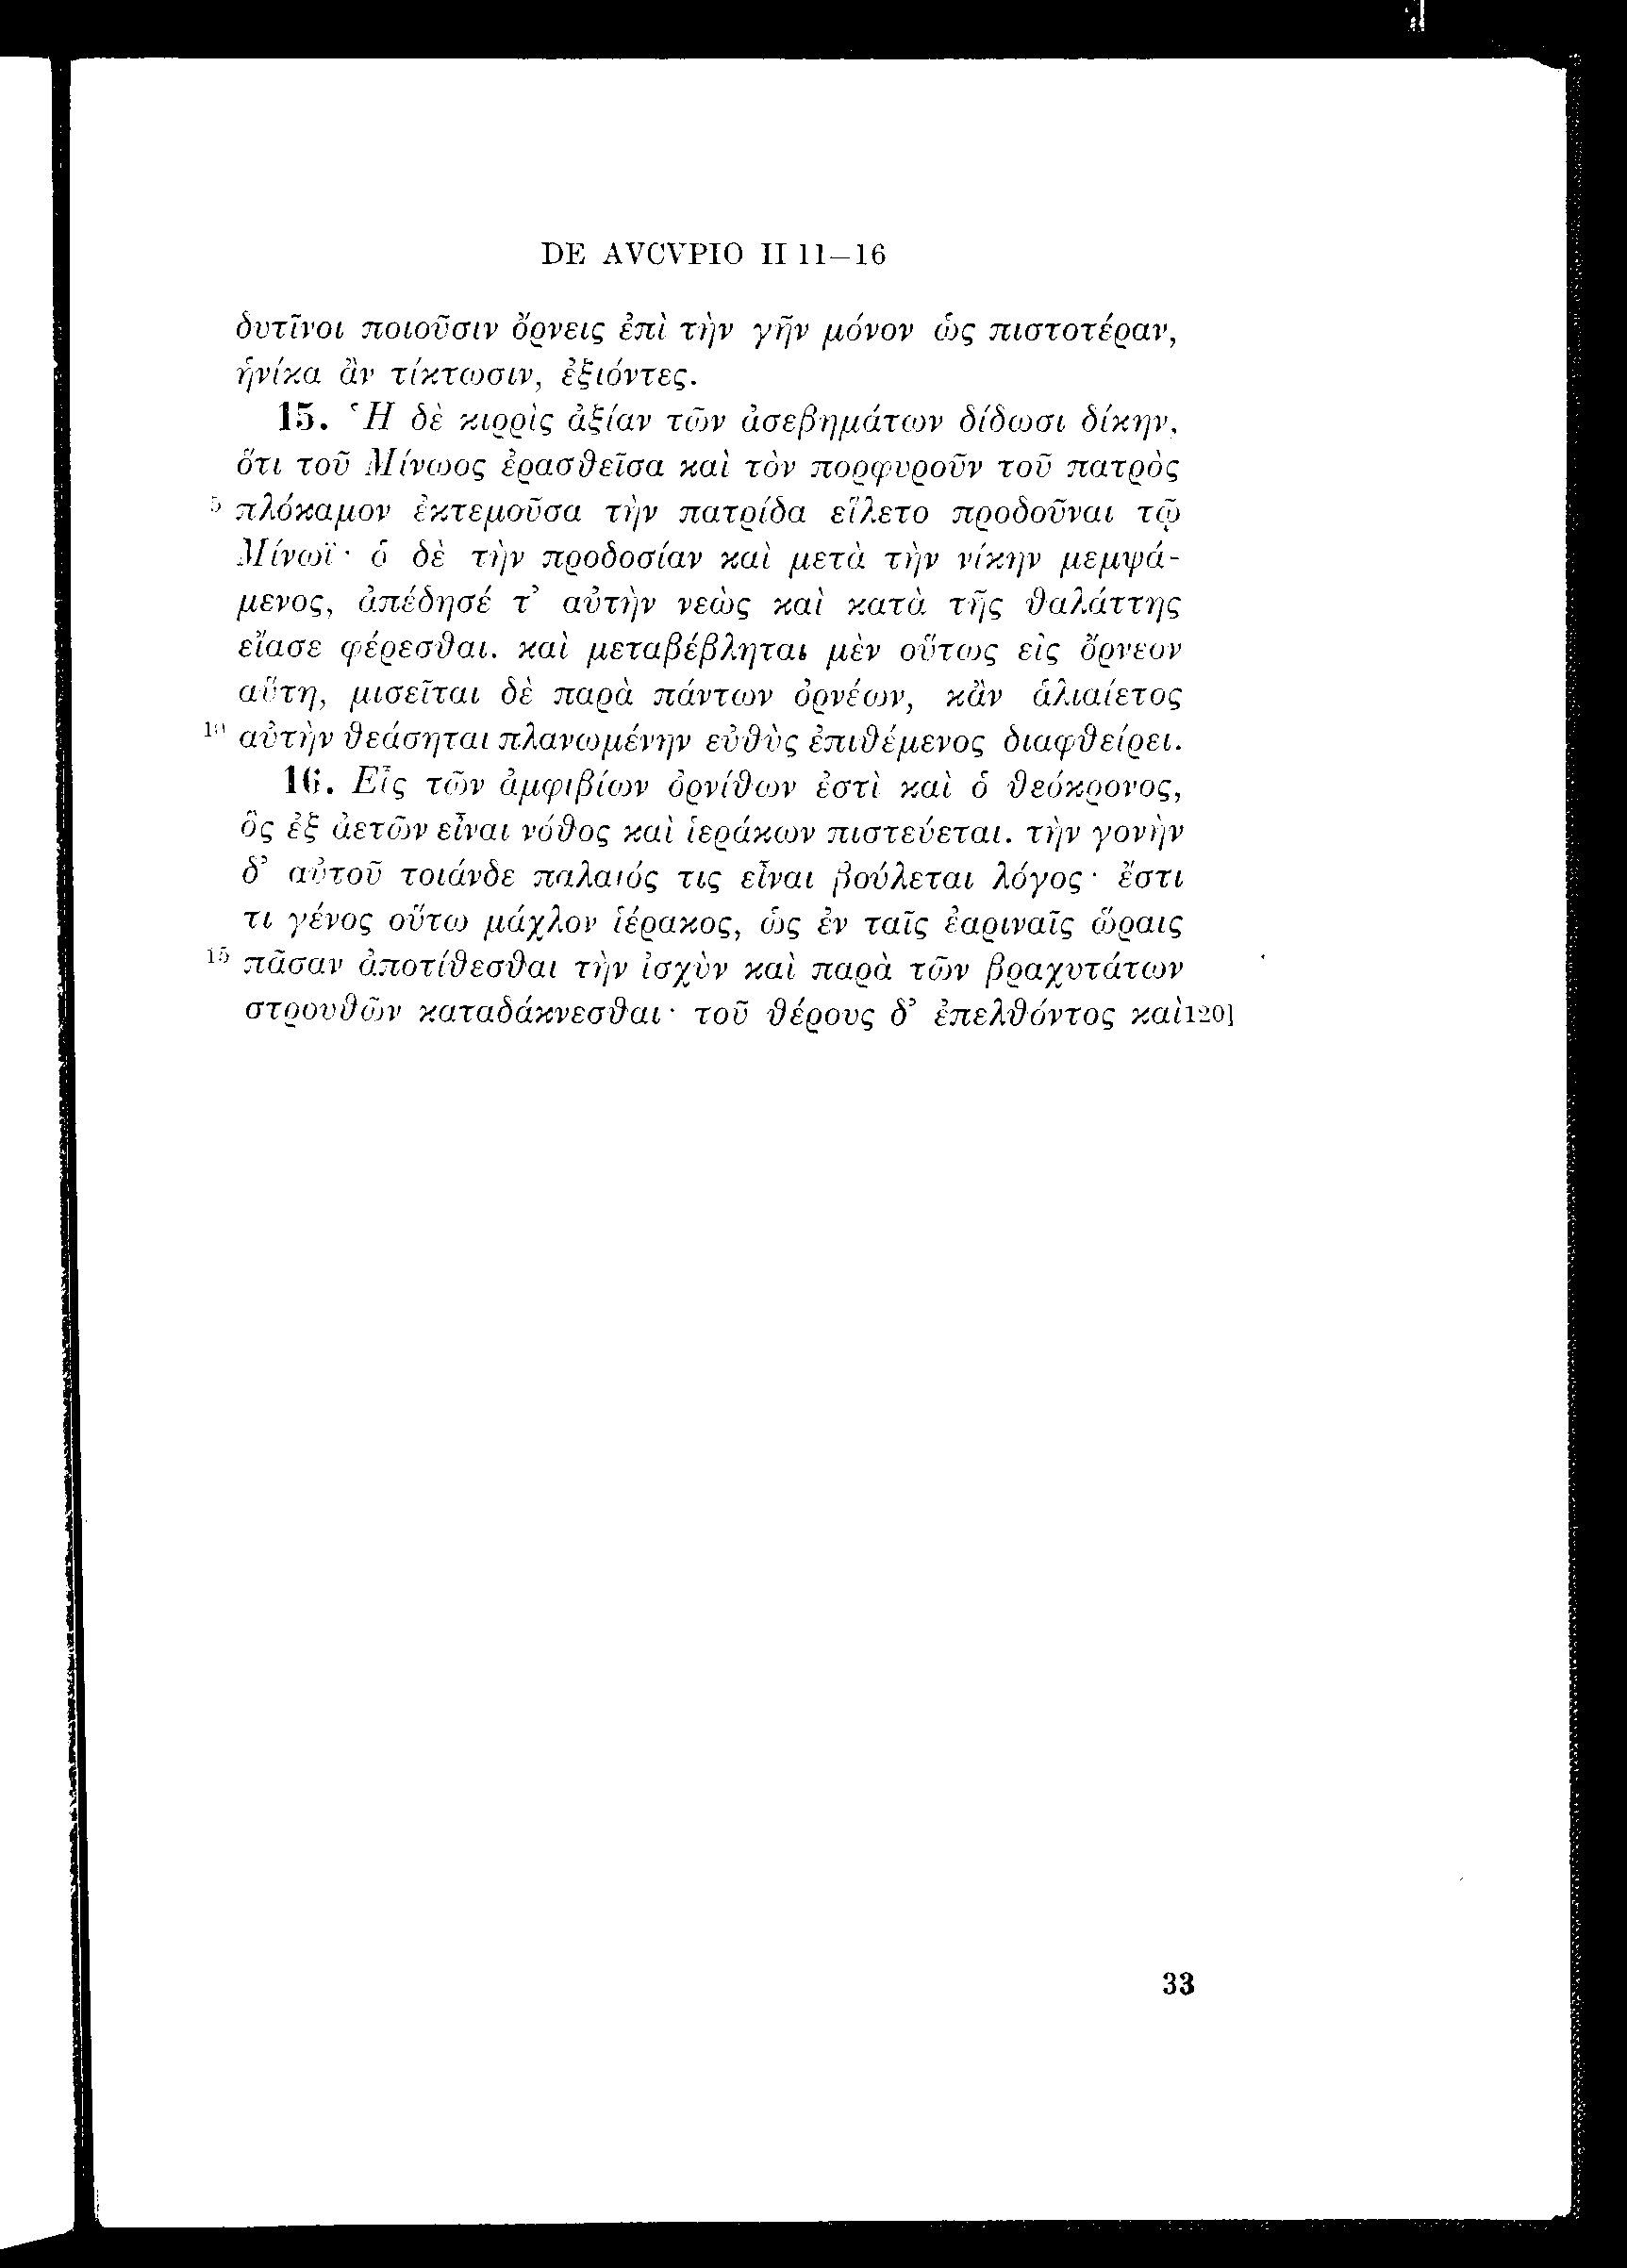 DE AVCVPIO II 11–16
δυτῖνοι ποιοῦσιν ὄρνεις ἐπὶ τὴν γῆν μόνον ὡς πιστοτέραν,
ἡνίκα ἂν τίκτωσιν, ἐξιόντες.
15. Ἡ δὲ κιρρὶς ἀξίαν τῶν ἀσεβημάτων δίδωσι δίκην,
ὅτι τοῦ Μίνωος ἐρασθεῖσα καὶ τὸν πορφυροῦν τοῦ πατρὸς
5 πλόκαμον ἐκτεμοῦσα τὴν πατρίδα εἵλετο προδοῦναι τῷ
Μίνωϊ· ὁ δὲ τὴν προδοσίαν καὶ μετὰ τὴν νίκην μεμψά-
μενος, ἀπέδησέ τ’ αὐτὴν νεὼς καὶ κατὰ τῆς θαλάττης
εἴασε φέρεσθαι. καὶ μεταβέβληται μὲν οὕτως εἰς ὄρνεον
αὕτη, μισεῖται δὲ παρὰ πάντων ὀρνέων, κἂν ἁλιαίετος
10 αὐτὴν θεάσηται πλανωμένην εὐθὺς ἐπιθέμενος διαφθείρει.
16. Εἷς τῶν ἀμφιβίων ὀρνίθων ἐστὶ καὶ ὁ θεόκρονος,
ὃς ἐξ ἀετῶν εἶναι νόθος καὶ ἱεράκων πιστεύεται. τὴν γονὴν
δ’ αὐτοῦ τοιάνδε παλαιός τις εἶναι βούλεται λόγος· ἔστι
τι γένος οὕτω μάχλον ἱέρακος, ὡς ἐν ταῖς ἐαριναῖς ὥραις
15 πᾶσαν ἀποτίθεσθαι τὴν ἰσχὺν καὶ παρὰ τῶν βραχυτάτων
στρουθῶν καταδάκνεσθαι· τοῦ θέρους δ’ ἐπελθόντος καὶ120]
33